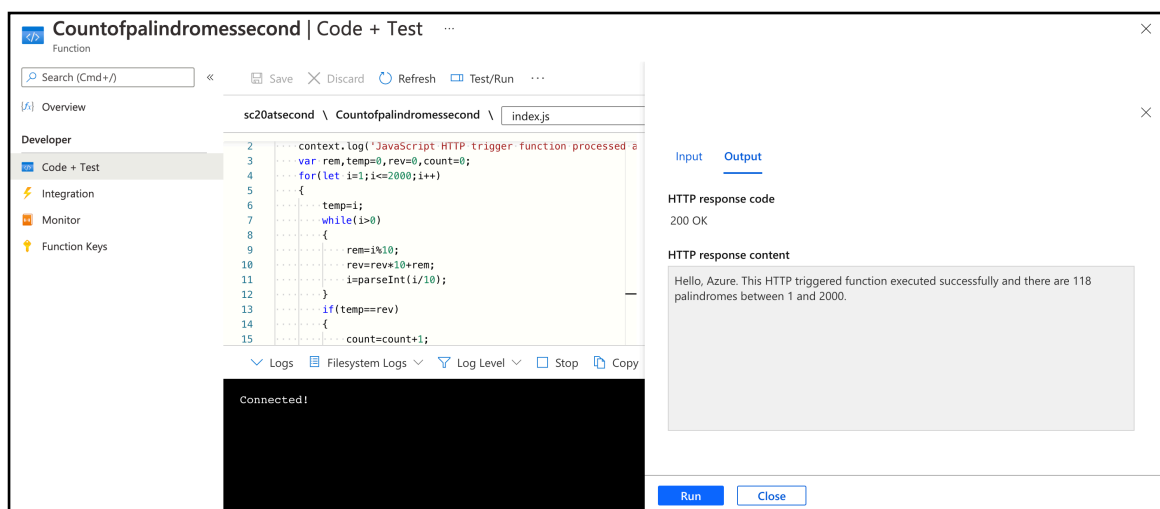 Countofpalindromessecond | Code + Test ...
Function
Search (Cmd+/)
«
Save Discard Refresh Test/Run ...
Overview
Developer
Code + Test
Integration
Monitor
Function Keys
sc20atsecond \ Countofpalindromessecond \ index.js
2 context.log('JavaScript HTTP trigger function processed a
3 var rem,temp=0,rev=0,count=0;
4 for(let i=1;i<=2000;i++)
5 {
6 temp=i;
7 while(i>0)
8 {
9 rem=i%10;
10 rev=rev*10+rem;
11 i=parseInt(i/10);
12 }
13 if(temp==rev)
14 {
15 count=count+1;
Logs Filesystem Logs Log Level Stop Copy
Connected!
Input Output
HTTP response code
200 OK
HTTP response content
Hello, Azure. This HTTP triggered function executed successfully and there are 118
palindromes between 1 and 2000.
Run Close